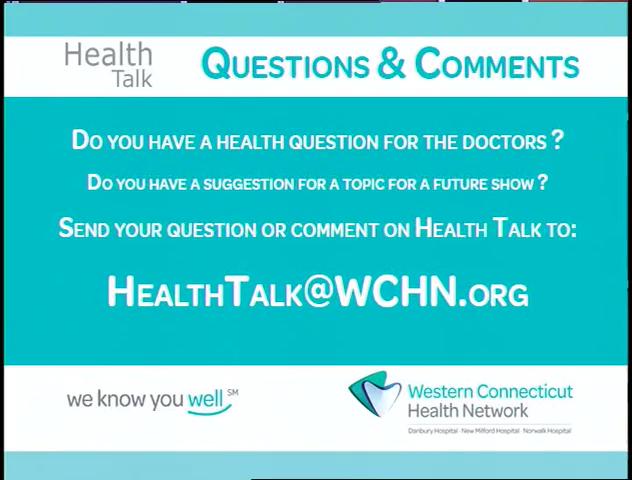 Health
Talk
QUESTIONS & COMMENTS
DO YOU HAVE A HEALTH QUESTION FOR THE DOCTORS ?
DO YOU HAVE A SUGGESTION FOR A TOPIC FOR A FUTURE SHOW ?
SEND YOUR QUESTION OR COMMENT ON HEALTH TALK TO:
HEALTHTALK@WCHN.ORG
we know you well SM
Western Connecticut
Health Network
Danbury Hospital · New Milford Hospital · Norwalk Hospital